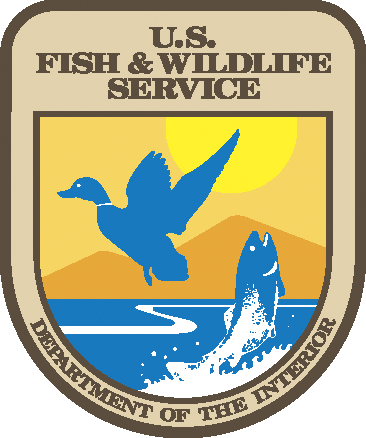 U.S.
FISH & WILDLIFE
SERVICE
DEPARTMENT OF THE INTERIOR